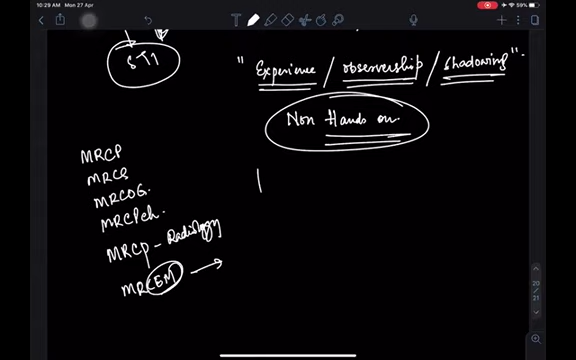 10:29 AM Mon 27 Apr
59%
ST1
" Experience / observership / shadowing ".
Non Hands on.
MRCP
MRCS
MRCOG.
MRCPch.
MRCP - Radiology
MRCEM →
20
21